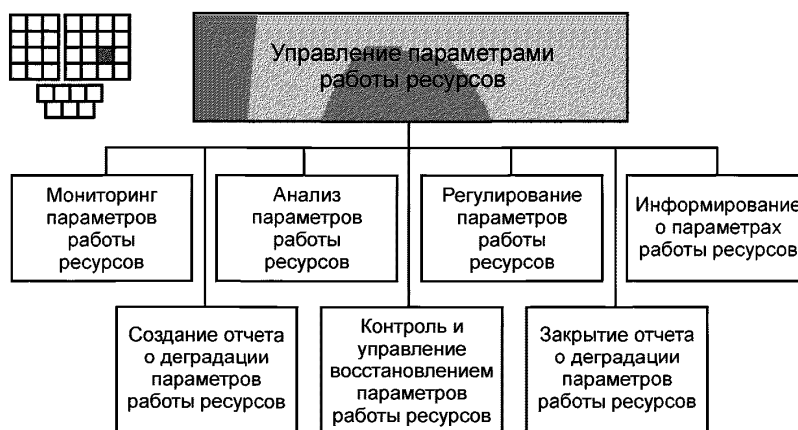 Управление параметрами
работы ресурсов
Мониторинг
параметров
работы
ресурсов
Анализ
параметров
работы
ресурсов
Регулирование
параметров
работы
ресурсов
Информирование
о параметрах
работы ресурсов
Создание отчета
о деградации
параметров
работы ресурсов
Контроль и
управление
восстановлением
параметров
работы ресурсов
Закрытие отчета
о деградации
параметров
работы ресурсов